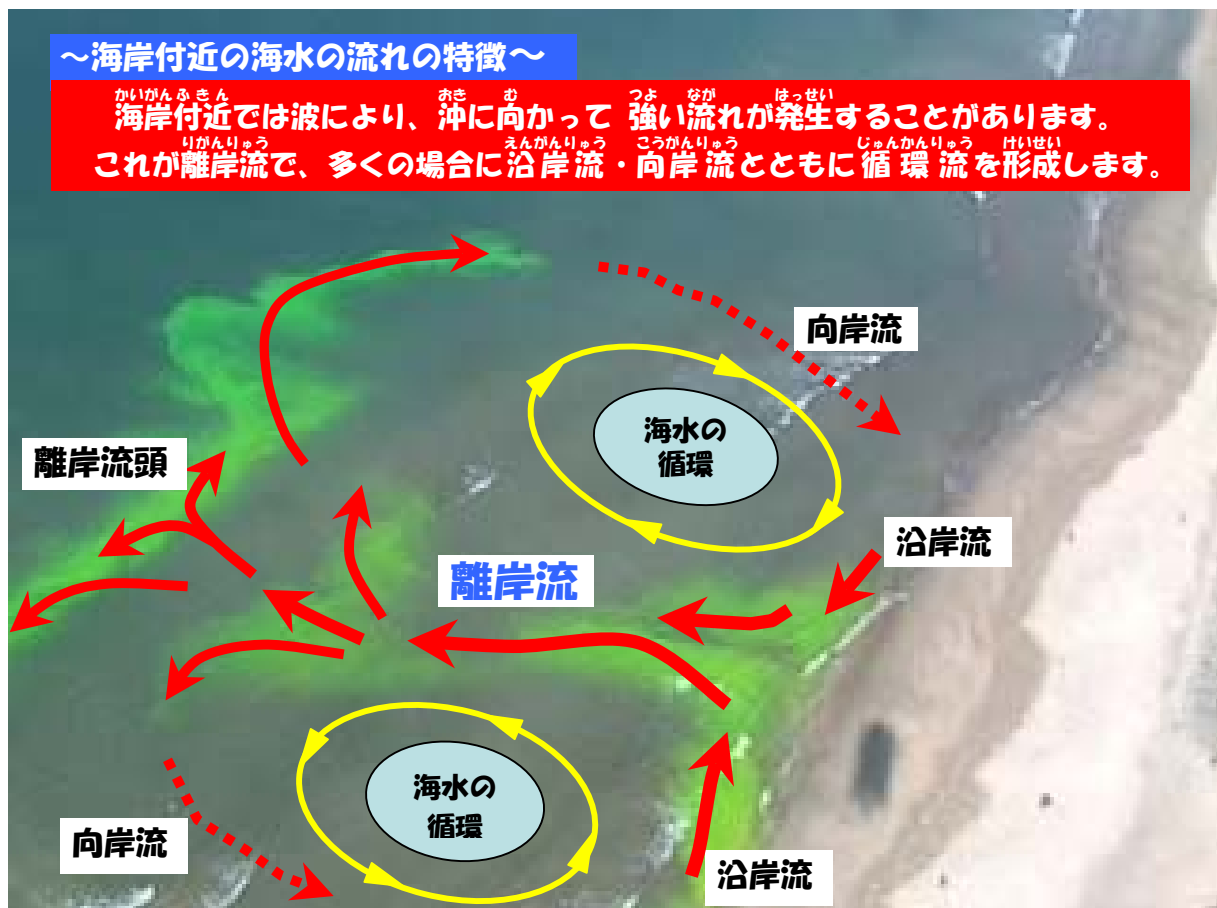 ～海岸付近の海水の流れの特徴～
かいがんふきん おき む つよ なが はっせい
海岸付近では波により、沖に向かって 強い流れが発生することがあります。
りがんりゅう えんがんりゅう こうがんりゅう じゅんかんりゅう けいせい
これが離岸流で、多くの場合に沿岸流・向岸流とともに循環流を形成します。
向岸流
海水の
循環
離岸流頭
沿岸流
離岸流
海水の
循環
向岸流
沿岸流